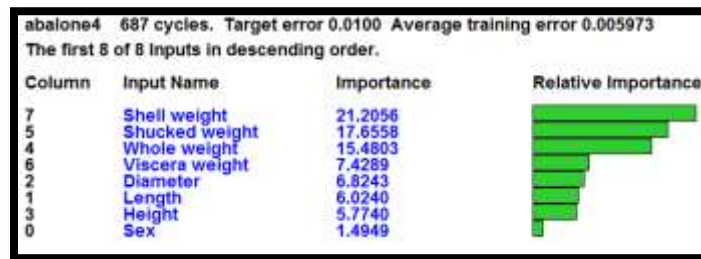 abalone4 687 cycles. Target error 0.0100 Average training error 0.005973
The first 8 of 8 Inputs in descending order.
Column Input Name Importance Relative Importance
7 Shell weight 21.2056
5 Shucked weight 17.6558
4 Whole weight 15.4803
6 Viscera weight 7.4289
2 Diameter 6.8243
1 Length 6.0240
3 Height 5.7740
0 Sex 1.4949